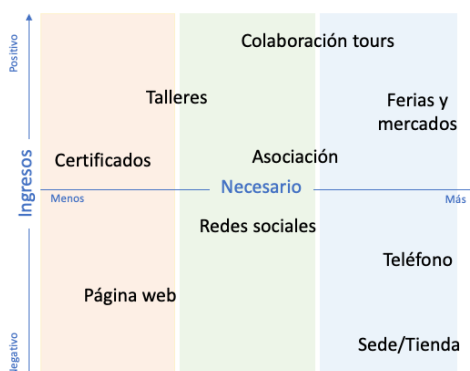 Positivo
Colaboración tours
Talleres
Ferias y
mercados
Certificados
Asociación
Ingresos
Necesario
Menos
Más
Redes sociales
Teléfono
Página web
Sede/Tienda
egativo